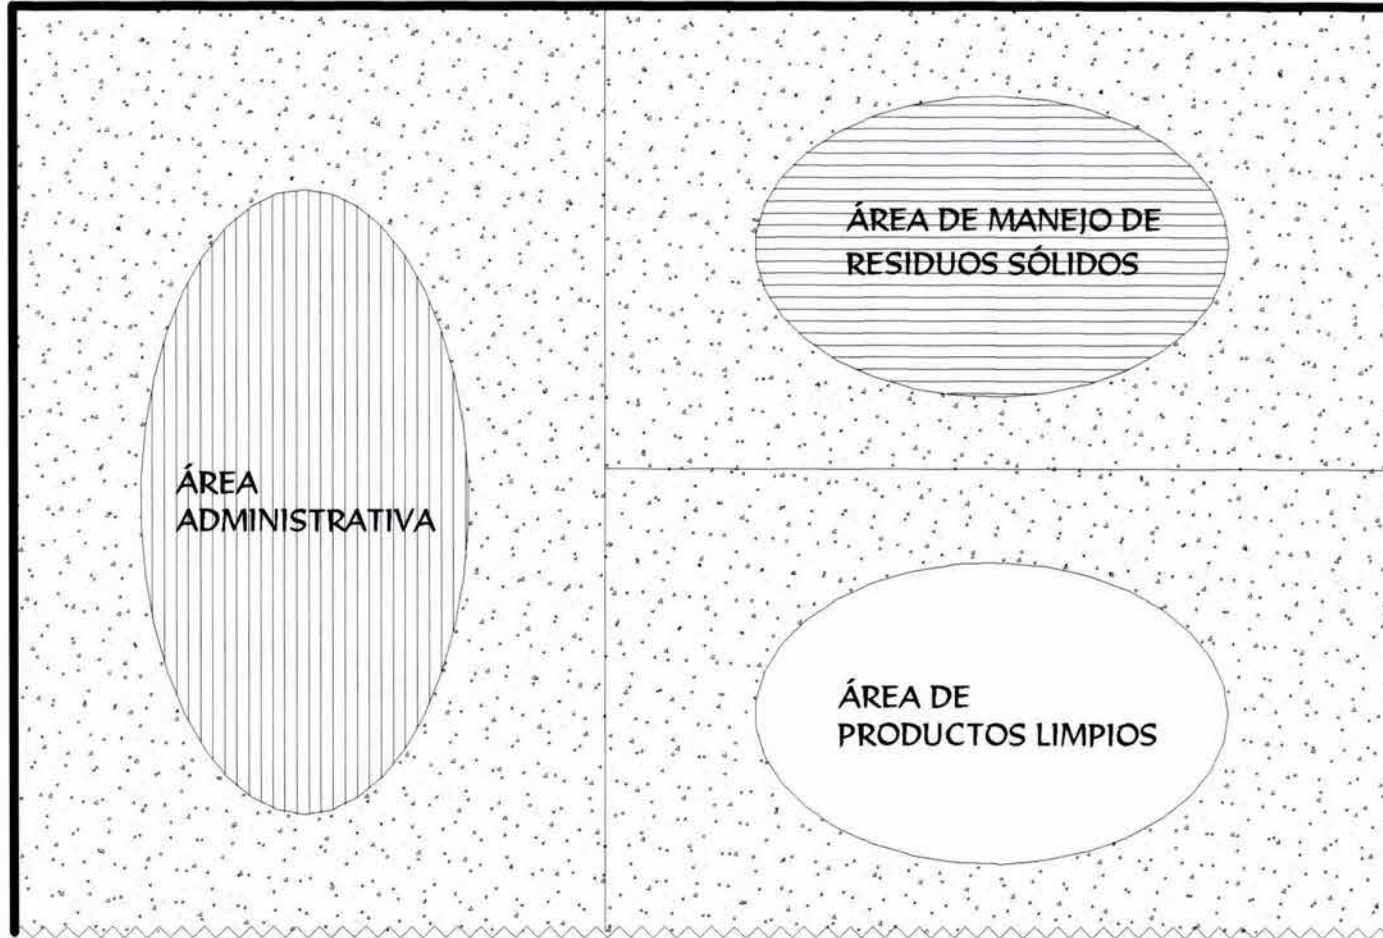 ÁREA
ADMINISTRATIVA
ÁREA DE MANEJO DE
RESIDUOS SÓLIDOS
ÁREA DE
PRODUCTOS LIMPIOS